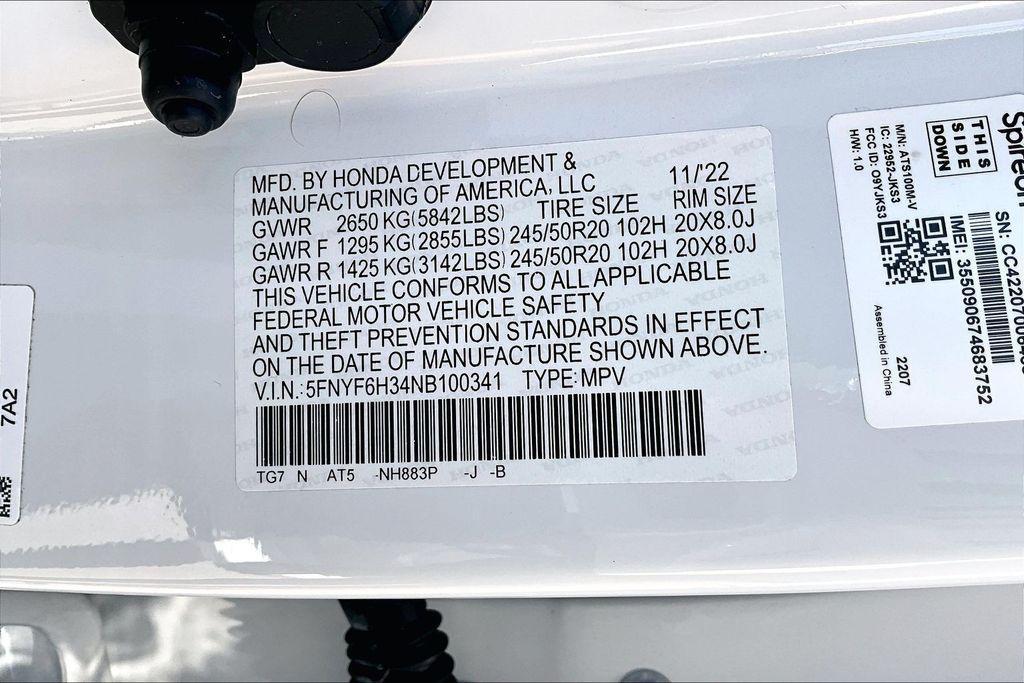 MFD. BY HONDA DEVELOPMENT &
MANUFACTURING OF AMERICA, LLC 11/'22
GVWR 2650 KG(5842LBS) TIRE SIZE RIM SIZE
GAWR F 1295 KG(2855LBS) 245/50R20 102H 20X8.0J
GAWR R 1425 KG(3142LBS) 245/50R20 102H 20X8.0J
THIS VEHICLE CONFORMS TO ALL APPLICABLE
FEDERAL MOTOR VEHICLE SAFETY
AND THEFT PREVENTION STANDARDS IN EFFECT
ON THE DATE OF MANUFACTURE SHOWN ABOVE.
V.I.N.: 5FNYF6H34NB100341 TYPE: MPV
TG7 N AT5 -NH883P -J -B
7A2
THIS
SIDE
DOWN
M/N: ATS100M-V
IC: 22952-JKS3
FCC ID: O9YJKS3
H/W: 1.0
IMEI: 355090674683752
Assembled in China
2207